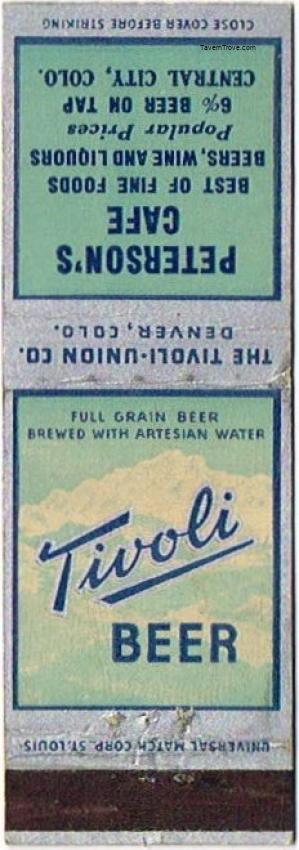 CLOSE COVER BEFORE STRIKING
TavernTrove.com
PETERSON'S
CAFE
BEST OF FINE FOODS
BEERS, WINE AND LIQUORS
Popular Prices
6% BEER ON TAP
CENTRAL CITY, COLO.
THE TIVOLI-UNION CO.
DENVER, COLO.
FULL GRAIN BEER
BREWED WITH ARTESIAN WATER
Tivoli
BEER
UNIVERSAL MATCH CORP. ST. LOUIS